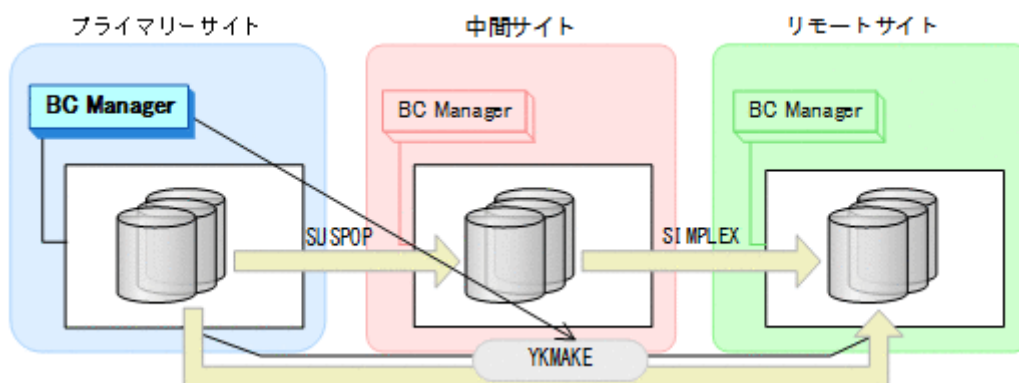 プライマリーサイト
中間サイト
リモートサイト
BC Manager
BC Manager
BC Manager
SUSPOP
SIMPLEX
YKMAKE